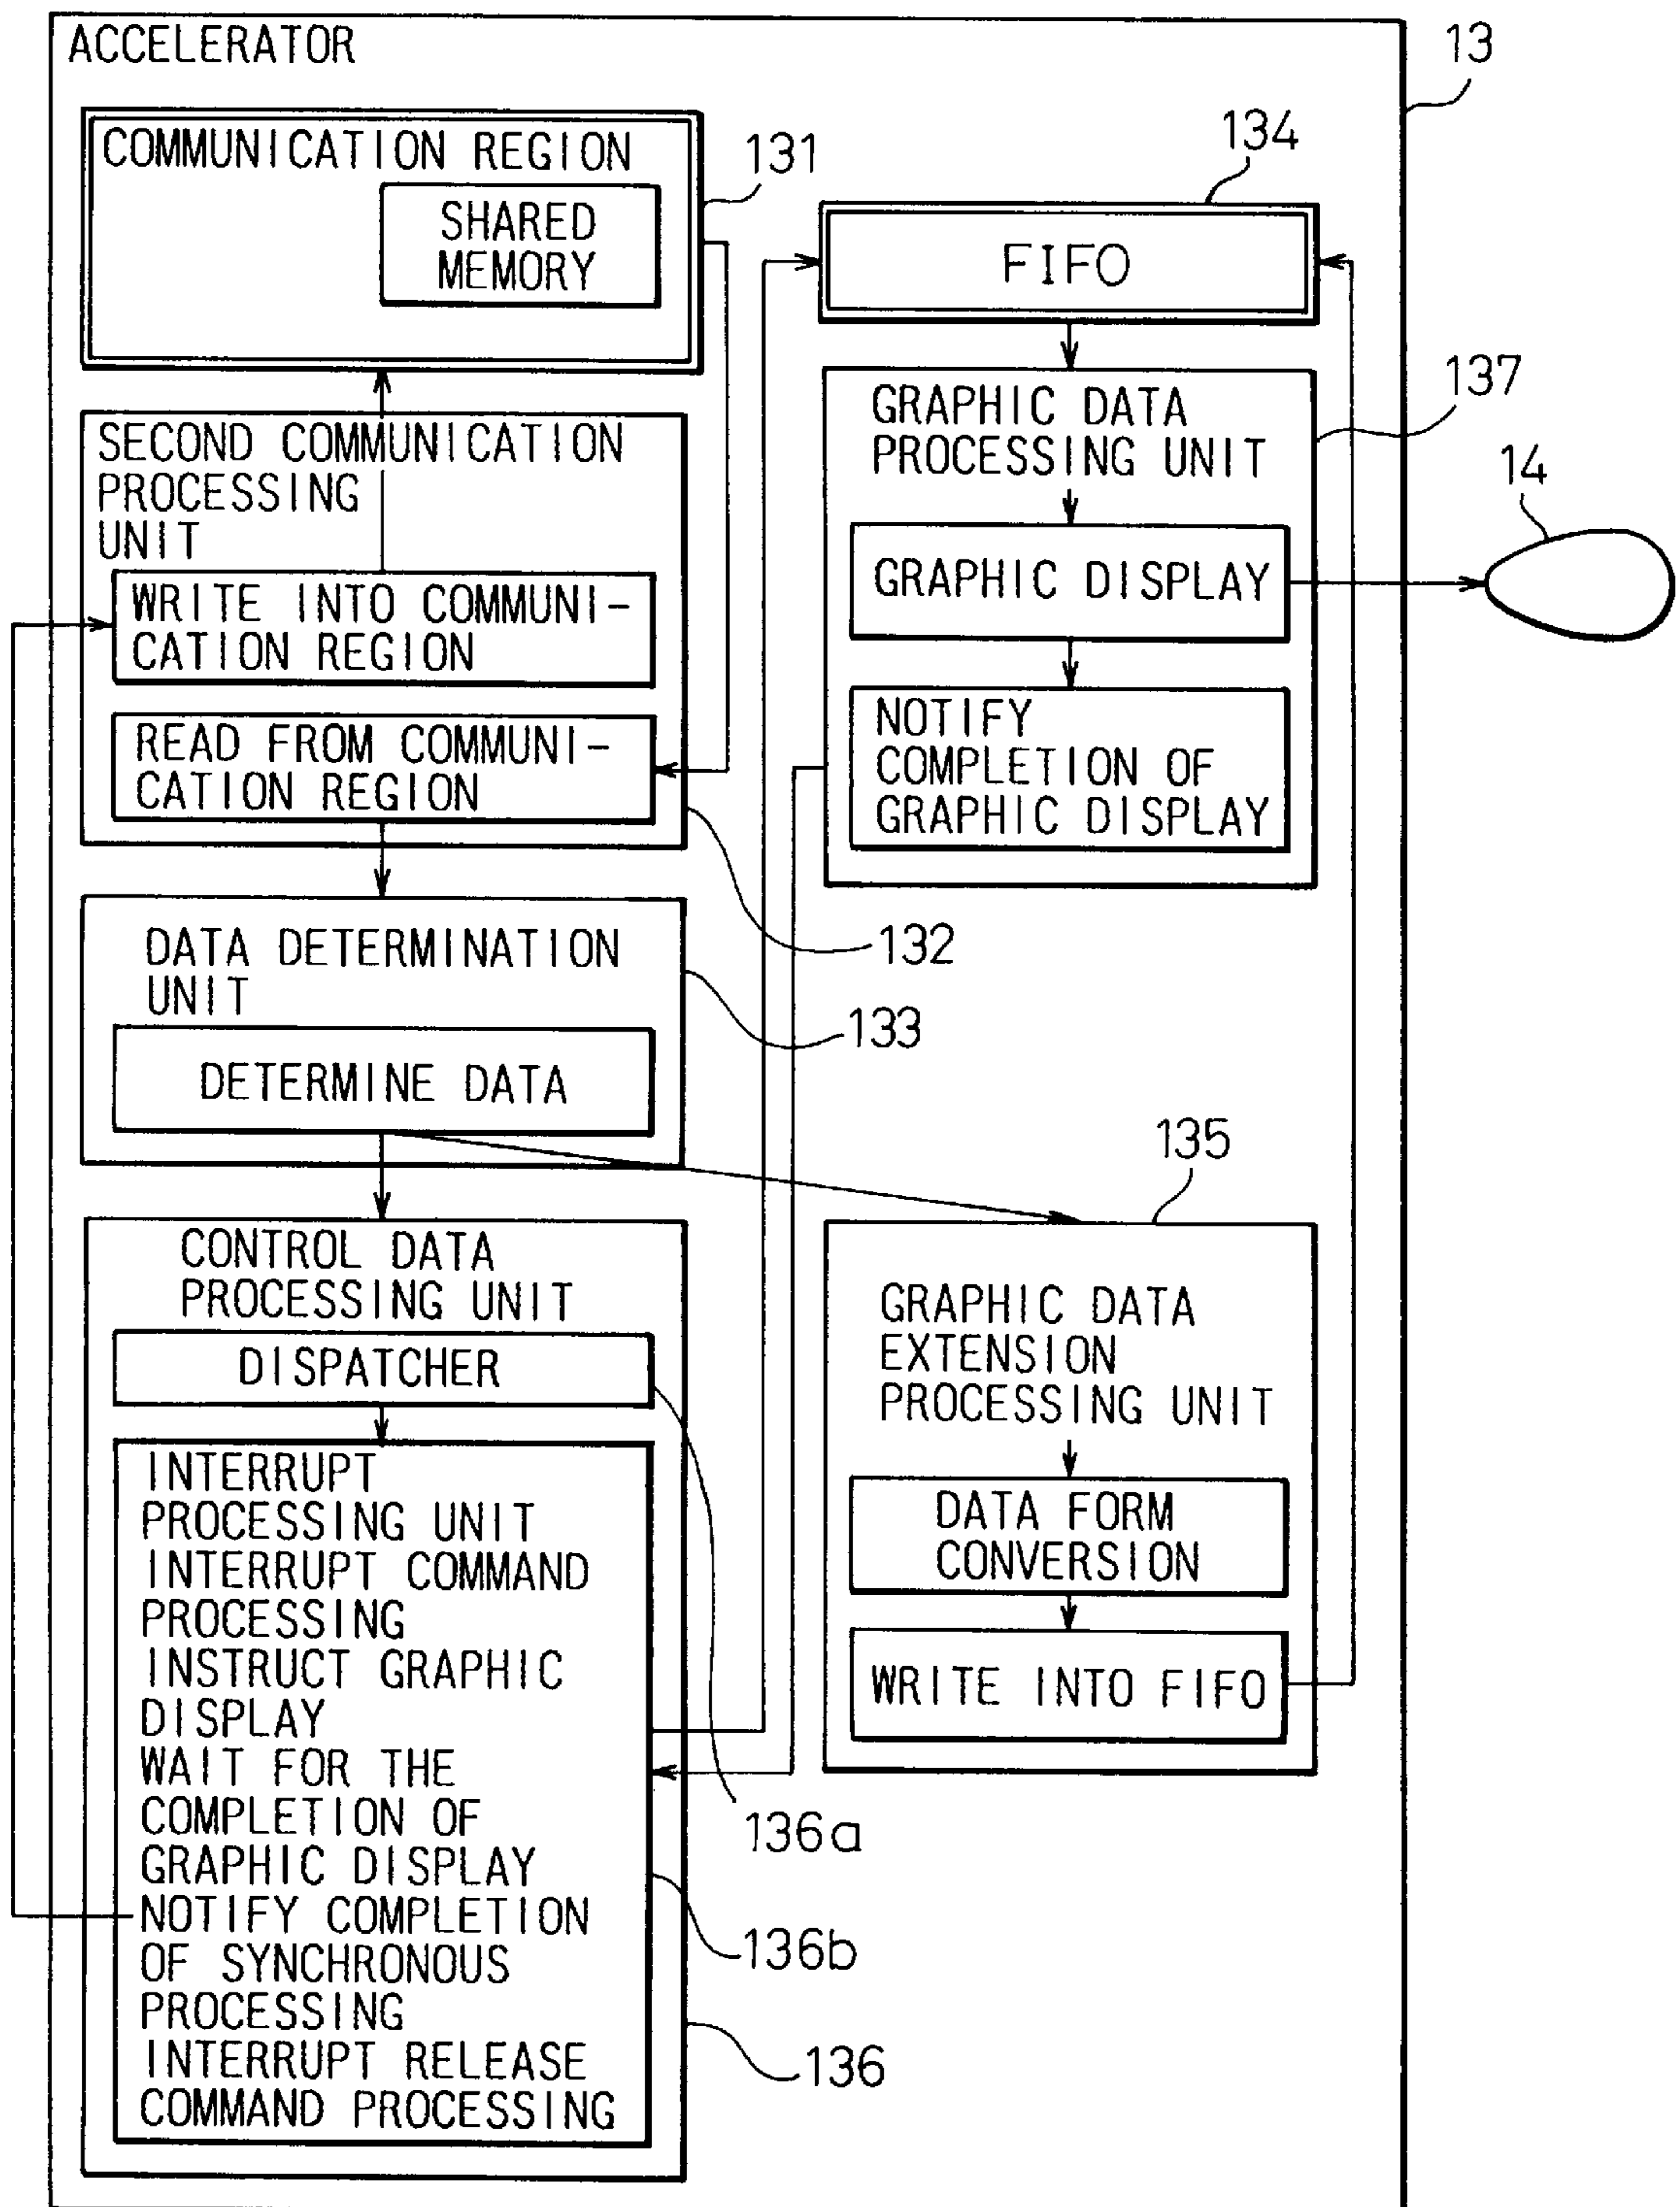 ACCELERATOR
13
COMMUNICATION REGION
131
SHARED
MEMORY
134
FIFO
SECOND COMMUNICATION
PROCESSING
UNIT
WRITE INTO COMMUNI-
CATION REGION
READ FROM COMMUNI-
CATION REGION
132
137
GRAPHIC DATA
PROCESSING UNIT
GRAPHIC DISPLAY
14
NOTIFY
COMPLETION OF
GRAPHIC DISPLAY
DATA DETERMINATION
UNIT
133
DETERMINE DATA
CONTROL DATA
PROCESSING UNIT
DISPATCHER
136a
INTERRUPT
PROCESSING UNIT
INTERRUPT COMMAND
PROCESSING
INSTRUCT GRAPHIC
DISPLAY
WAIT FOR THE
COMPLETION OF
GRAPHIC DISPLAY
NOTIFY COMPLETION
OF SYNCHRONOUS
PROCESSING
INTERRUPT RELEASE
COMMAND PROCESSING
136b
136
135
GRAPHIC DATA
EXTENSION
PROCESSING UNIT
DATA FORM
CONVERSION
WRITE INTO FIFO